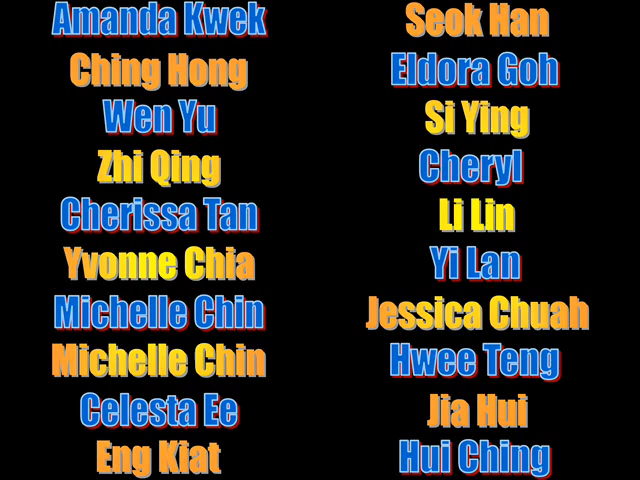 Amanda Kwek
Ching Hong
Wen Yu
Zhi Qing
Cherissa Tan
Yvonne Chia
Michelle Chin
Michelle Chin
Celesta Ee
Eng Kiat
Seok Han
Eldora Goh
Si Ying
Cheryl
Li Lin
Yi Lan
Jessica Chuah
Hwee Teng
Jia Hui
Hui Ching